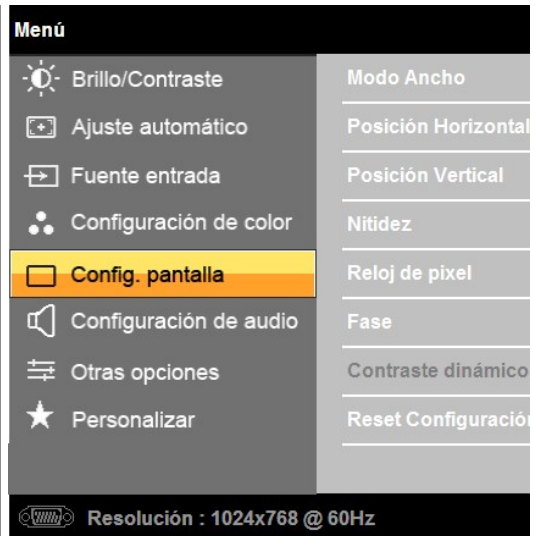 Menú
Brillo/Contraste
Ajuste automático
Fuente entrada
Configuración de color
Config. pantalla
Configuración de audio
Otras opciones
Personalizar
Modo Ancho
Posición Horizontal
Posición Vertical
Nitidez
Reloj de pixel
Fase
Contraste dinámico
Reset Configuración
Resolución : 1024x768 @ 60Hz